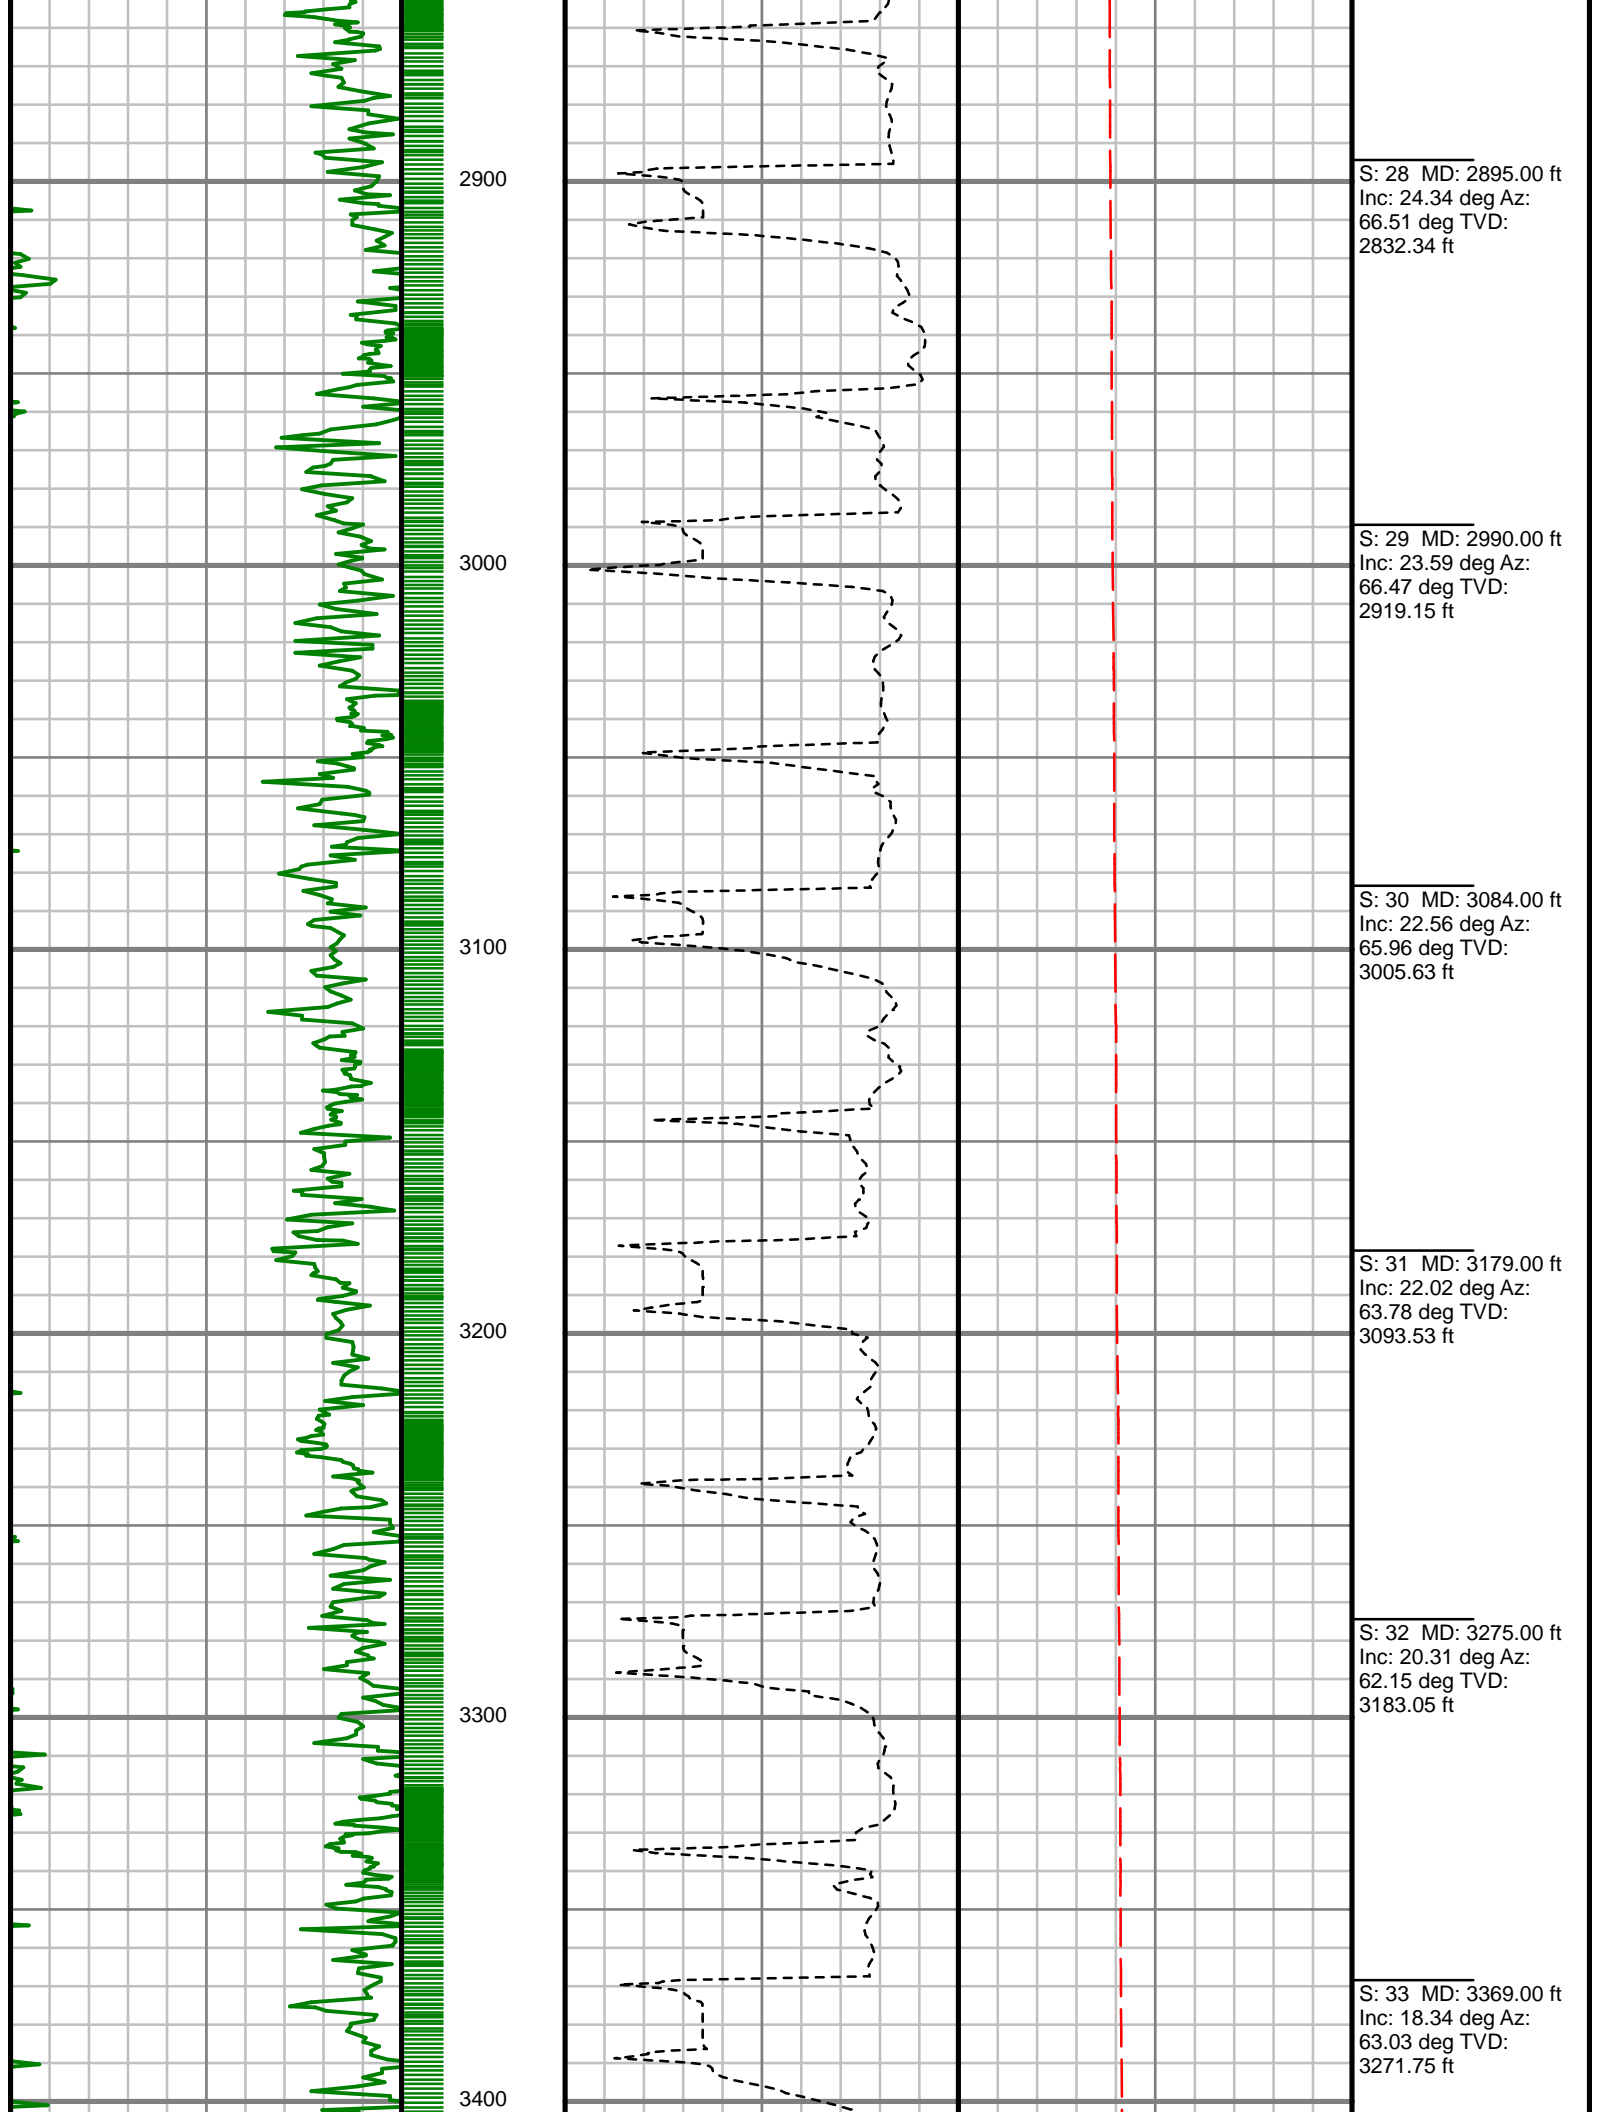 2900
S: 28 MD: 2895.00 ft
Inc: 24.34 deg Az:
66.51 deg TVD:
2832.34 ft
S: 29 MD: 2990.00 ft
3000
Inc: 23.59 deg Az:
66.47 deg TVD:
2919.15 ft
S: 30 MD: 3084.00 ft
Inc: 22.56 deg Az:
3100
65.96 deg TVD:
3005.63 ft
S: 31 MD: 3179.00 ft
Inc: 22.02 deg Az:
63.78 deg TVD:
3200
3093.53 ft
S: 32 MD: 3275.00 ft
Inc: 20.31 deg Az:
62.15 deg TVD:
3300
3183.05 ft
S: 33 MD: 3369.00 ft
Inc: 18.34 deg Az:
63.03 deg TVD:
3271.75 ft
3400